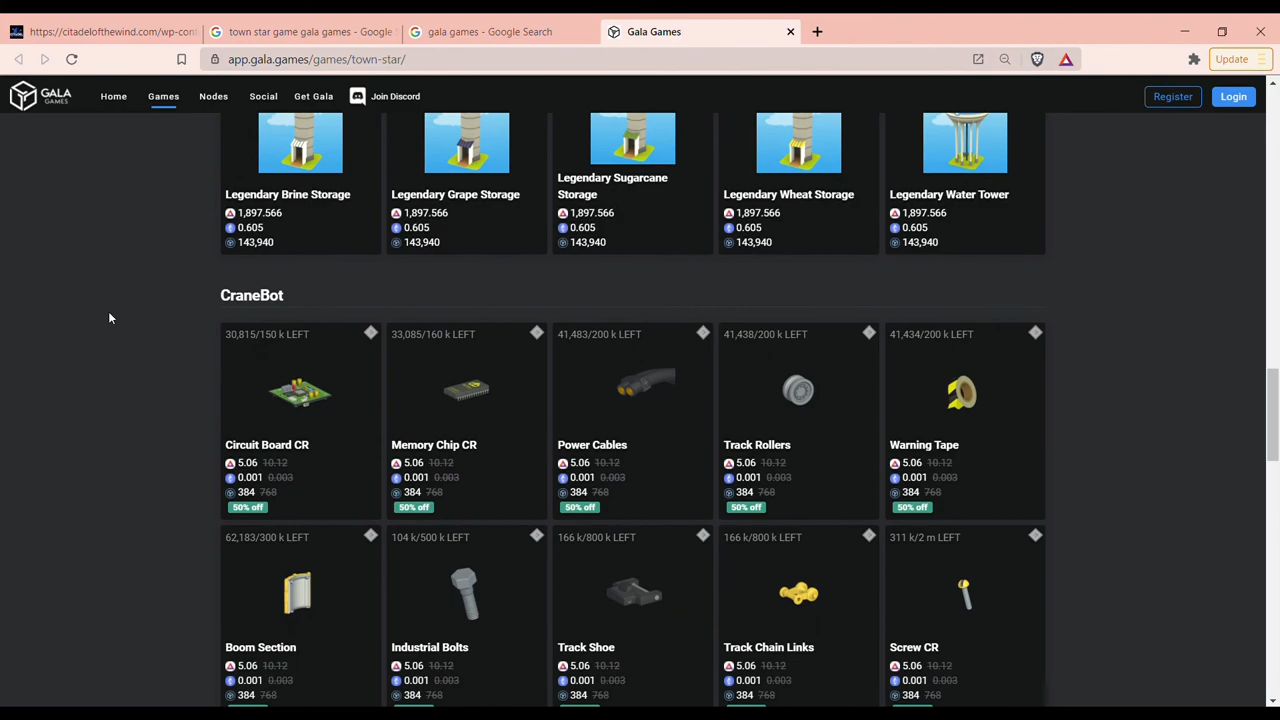 https://citadelofthewind.com/wp-cont
town star game gala games - Google
gala games - Google Search
Gala Games
app.gala.games/games/town-star/
Update
GALA GAMES
Home
Games
Nodes
Social
Get Gala
Join Discord
Register
Login
Legendary Brine Storage
1,897.566
0.605
143,940
Legendary Grape Storage
1,897.566
0.605
143,940
Legendary Sugarcane
Storage
1,897.566
0.605
143,940
Legendary Wheat Storage
1,897.566
0.605
143,940
Legendary Water Tower
1,897.566
0.605
143,940
CraneBot
30,815/150 k LEFT
Circuit Board CR
5.06 10.12
0.001 0.003
384 768
50% off
33,085/160 k LEFT
Memory Chip CR
5.06 10.12
0.001 0.003
384 768
50% off
41,483/200 k LEFT
Power Cables
5.06 10.12
0.001 0.003
384 768
50% off
41,438/200 k LEFT
Track Rollers
5.06 10.12
0.001 0.003
384 768
50% off
41,434/200 k LEFT
Warning Tape
5.06 10.12
0.001 0.003
384 768
50% off
62,183/300 k LEFT
Boom Section
5.06 10.12
0.001 0.003
384 768
104 k/500 k LEFT
Industrial Bolts
5.06 10.12
0.001 0.003
384 768
166 k/800 k LEFT
Track Shoe
5.06 10.12
0.001 0.003
384 768
166 k/800 k LEFT
Track Chain Links
5.06 10.12
0.001 0.003
384 768
311 k/2 m LEFT
Screw CR
5.06 10.12
0.001 0.003
384 768